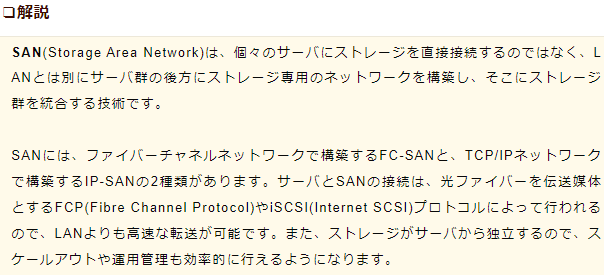 ❏解説
SAN(Storage Area Network)は、個々のサーバにストレージを直接接続するのではなく、L
ANとは別にサーバ群の後方にストレージ専用のネットワークを構築し、そこにストレージ
群を統合する技術です。
SANには、ファイバーチャネルネットワークで構築するFC-SANと、TCP/IPネットワーク
で構築するIP-SANの2種類があります。サーバとSANの接続は、光ファイバーを伝送媒体
とするFCP(Fibre Channel Protocol)やiSCSI(Internet SCSI)プロトコルによって行われる
ので、LANよりも高速な転送が可能です。また、ストレージがサーバから独立するので、ス
ケールアウトや運用管理も効率的に行えるようになります。